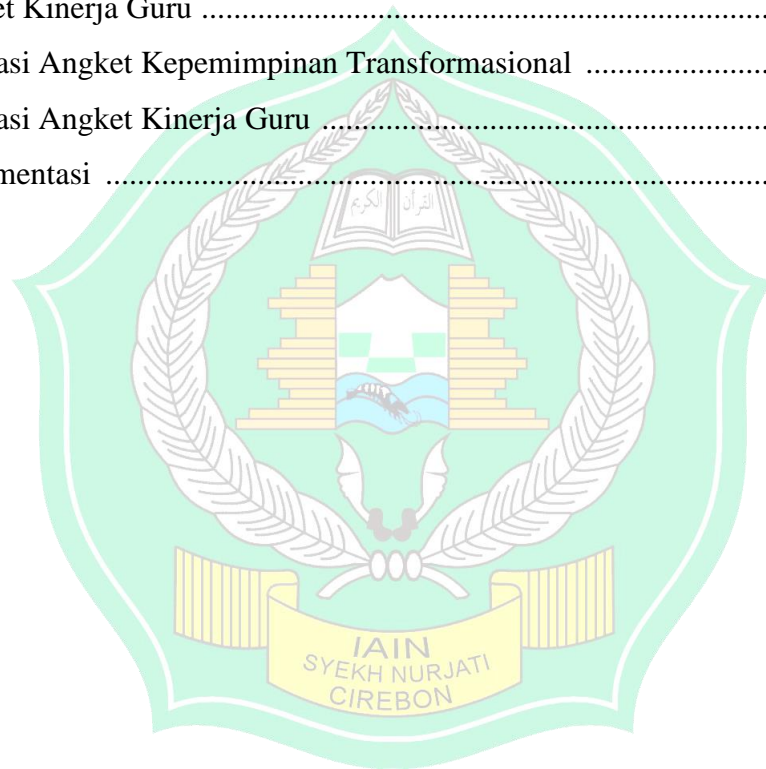 et Kinerja Guru ..............................................................................
asi Angket Kepemimpinan Transformasional ..........................
asi Angket Kinerja Guru ..............................................................
mentasi ...........................................................................................
القرآن الكريم
IAIN
SYEKH NURJATI
CIREBON